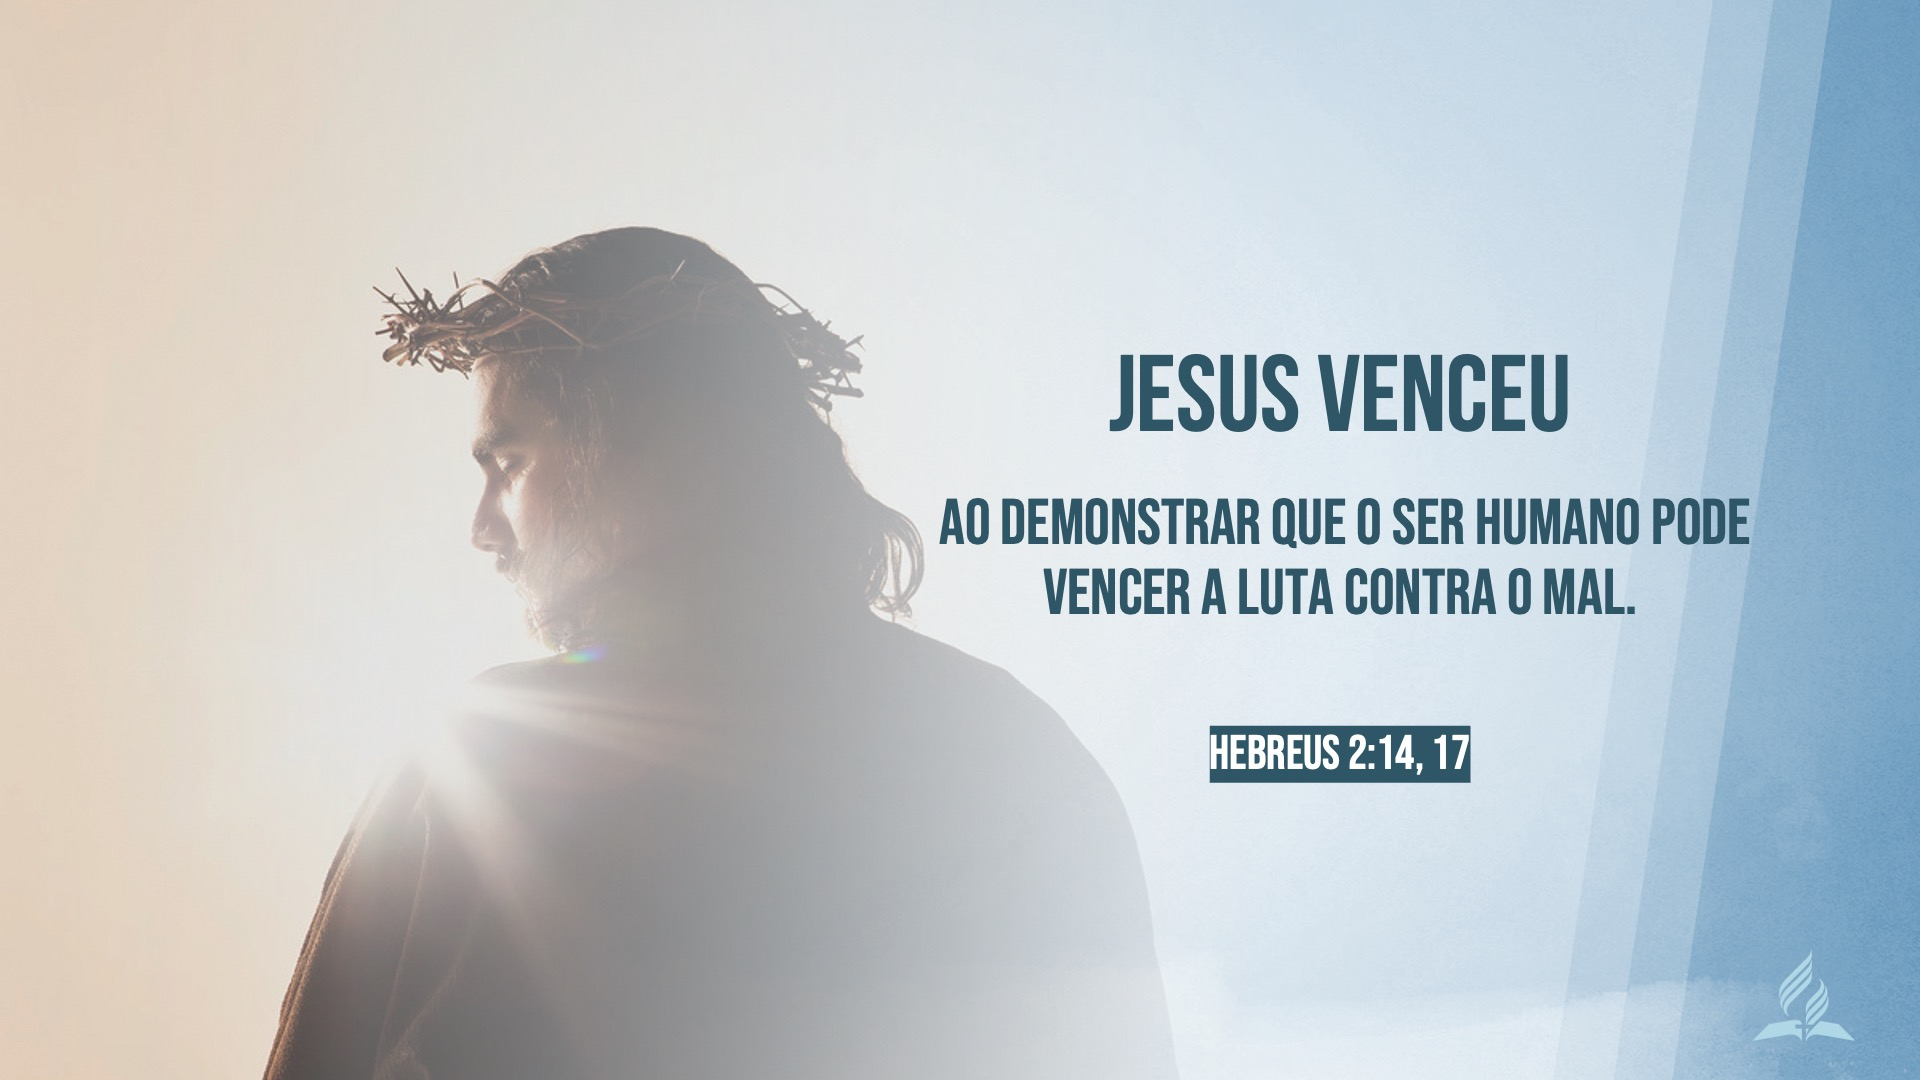 JESUS VENCEU
AO DEMONSTRAR QUE O SER HUMANO PODE
VENCER A LUTA CONTRA O MAL.
HEBREUS 2:14, 17